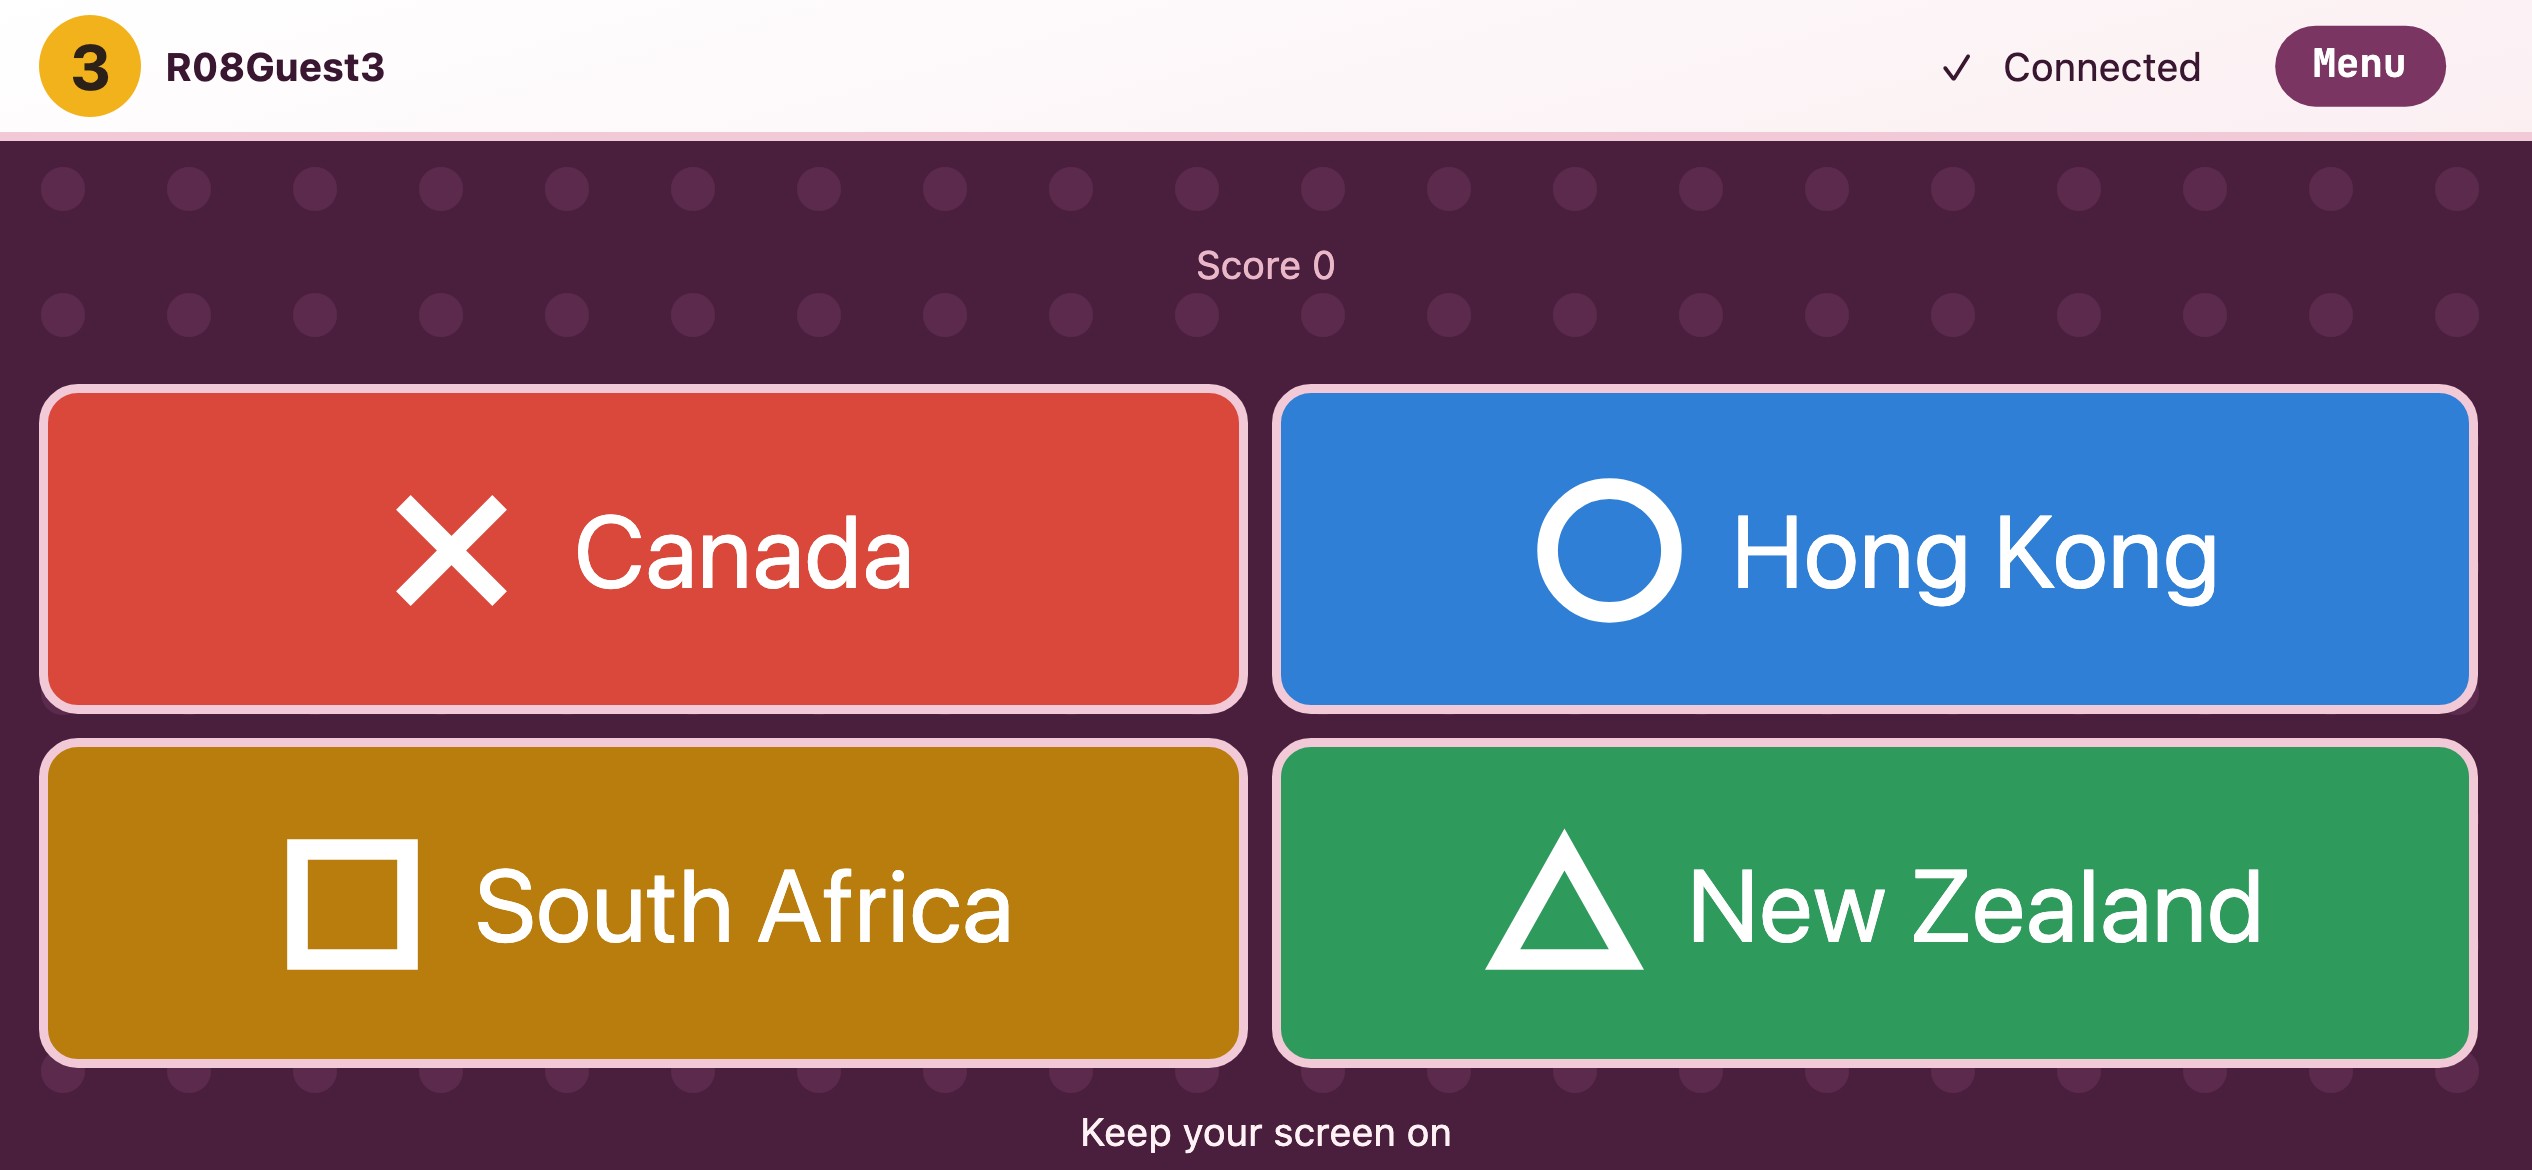 3 R08Guest3 ✓ Connected Menu
Score 0
Canada
Hong Kong
South Africa
New Zealand
Keep your screen on